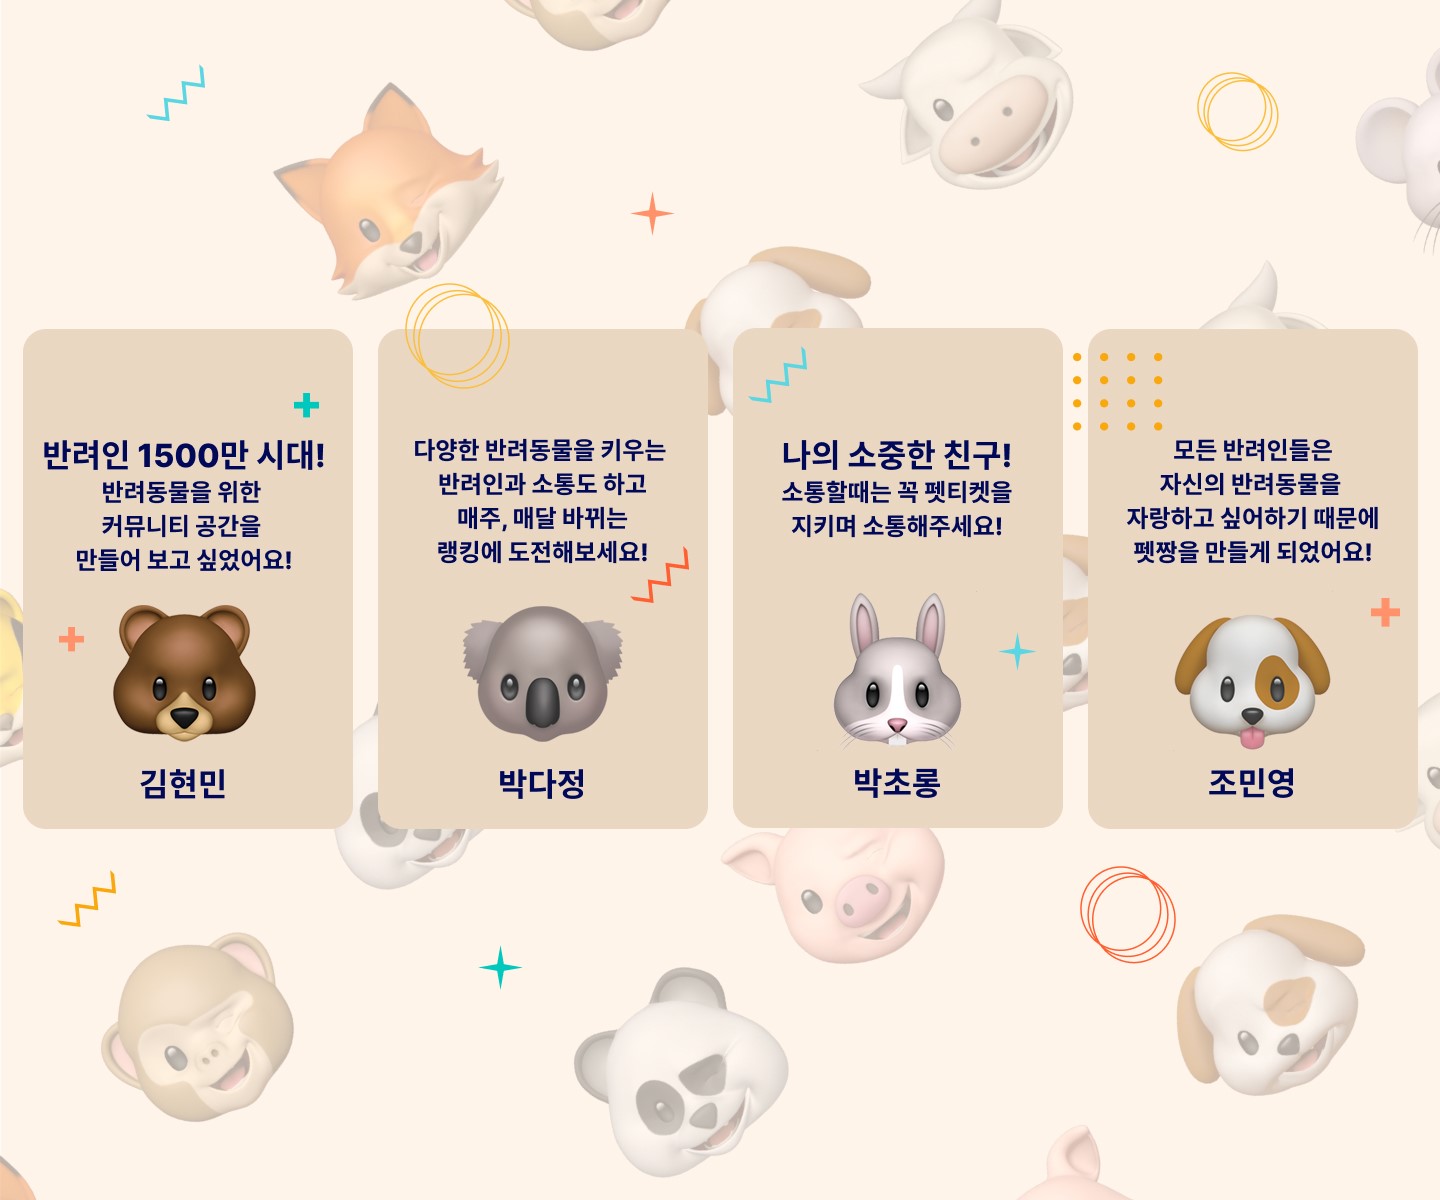 반려인 1500만 시대!
반려동물을 위한
커뮤니티 공간을
만들어 보고 싶었어요!
김현민
다양한 반려동물을 키우는
반려인과 소통도 하고
매주, 매달 바뀌는
랭킹에 도전해보세요!
박다정
나의 소중한 친구!
소통할때는 꼭 펫티켓을
지키며 소통해주세요!
박초롱
모든 반려인들은
자신의 반려동물을
자랑하고 싶어하기 때문에
펫짱을 만들게 되었어요!
조민영